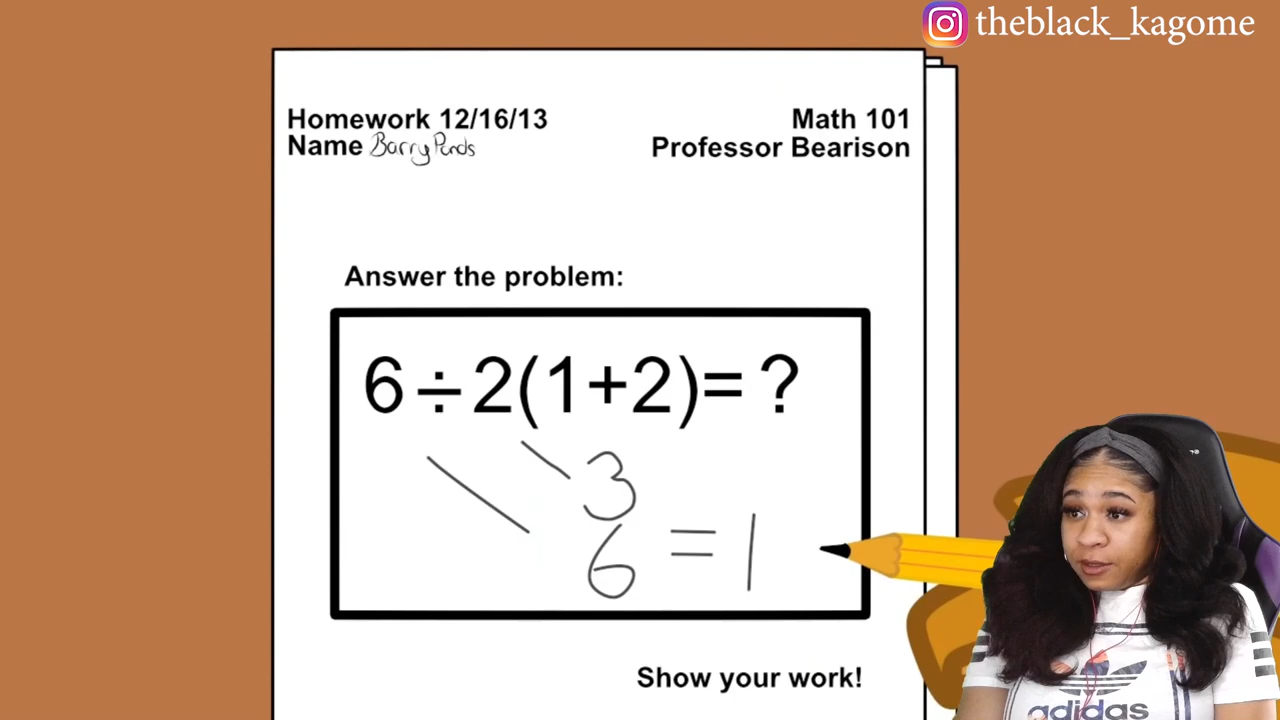 theblack_kagome
Homework 12/16/13
Math 101
Name Barry Ponds
Professor Bearison
Answer the problem:
6÷2(1+2)=?
3
6 = 1
Show your work!
adidas